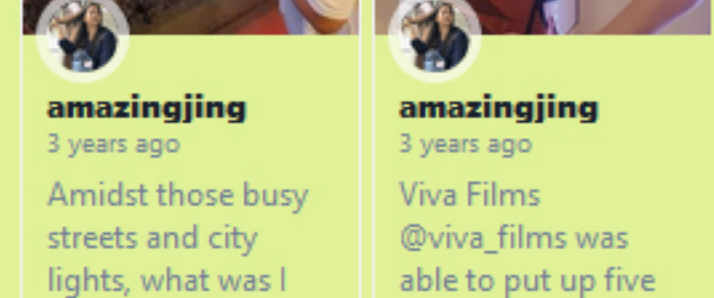 amazingjing
3 years ago
Amidst those busy
streets and city
lights, what was I
amazingjing
3 years ago
Viva Films
@viva_films was
able to put up five